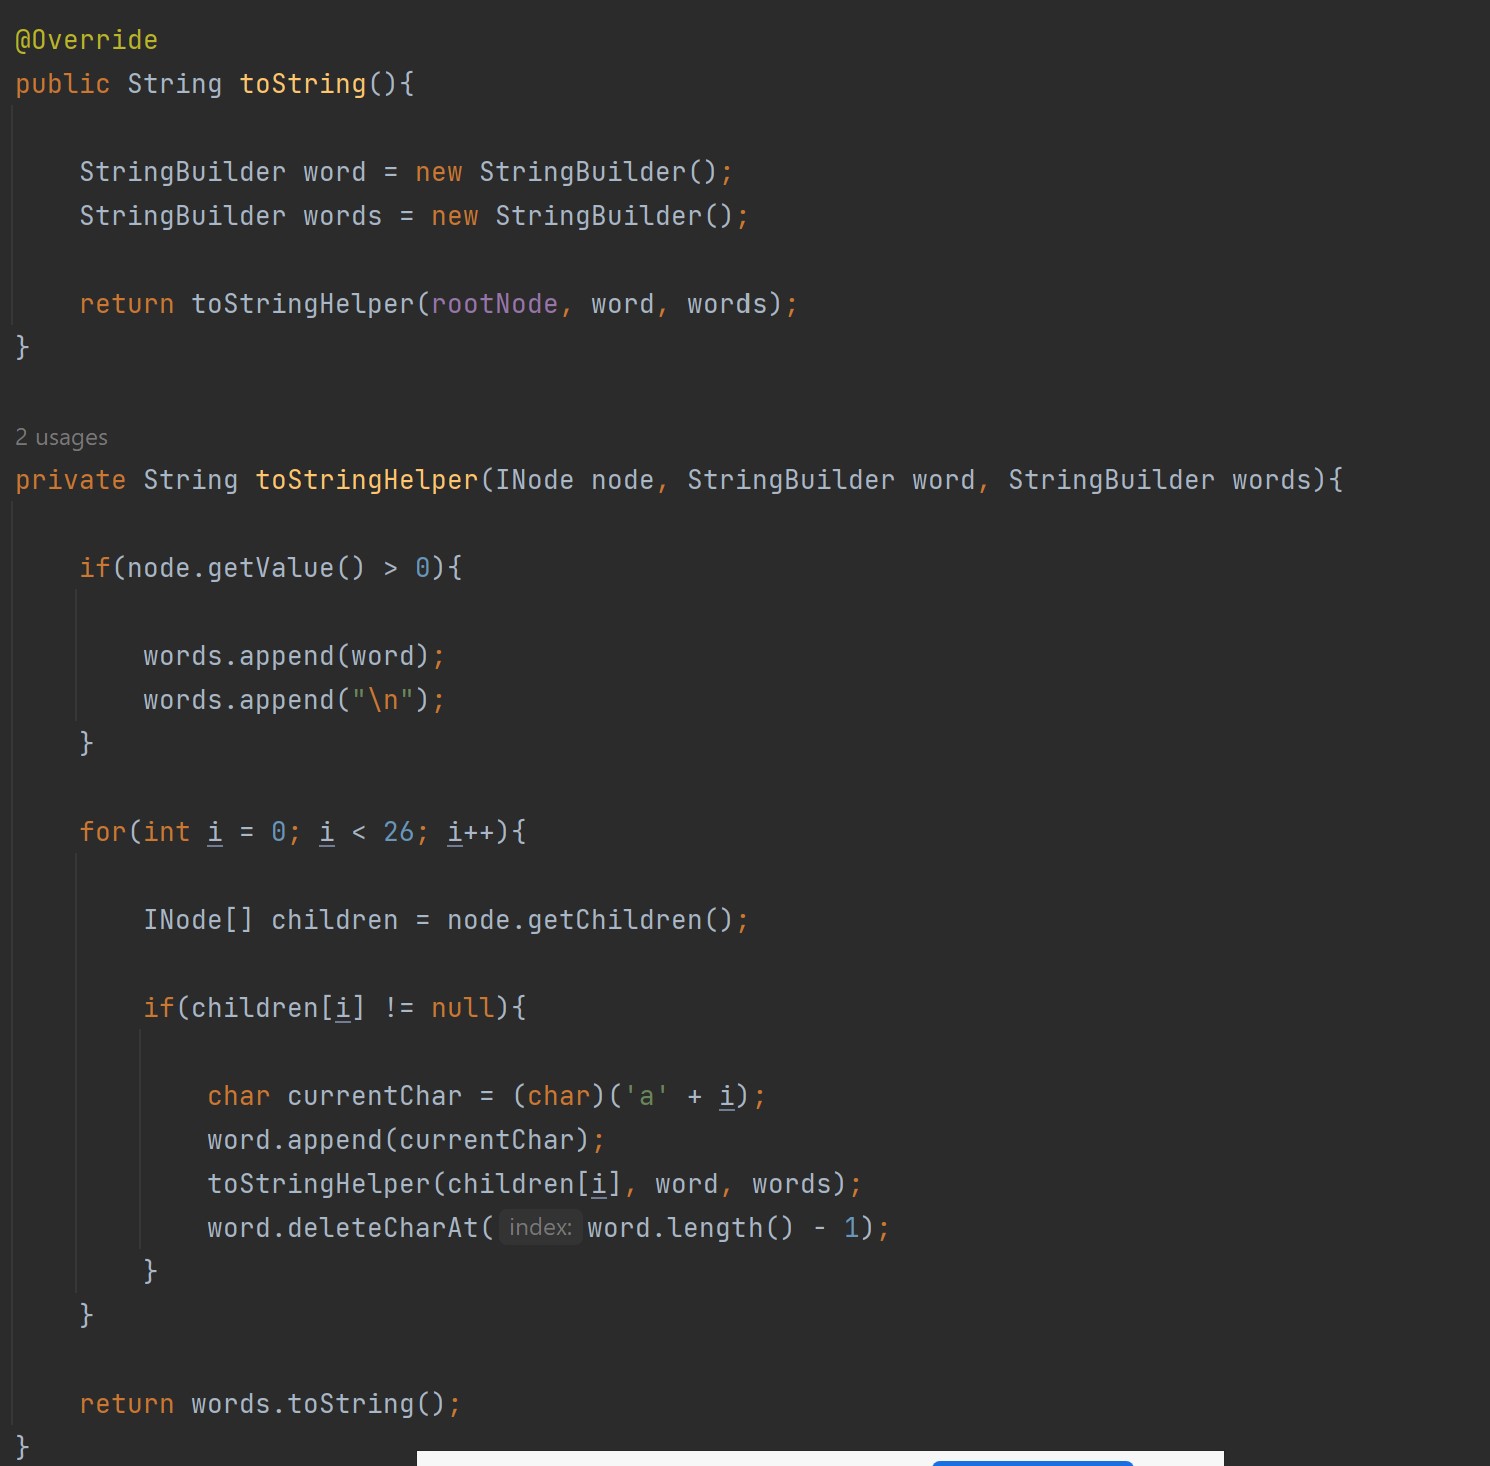 @Override
public String toString(){
StringBuilder word = new StringBuilder();
StringBuilder words = new StringBuilder();
return toStringHelper(rootNode, word, words);
}
2 usages
private String toStringHelper(INode node, StringBuilder word, StringBuilder words){
if(node.getValue() > 0){
words.append(word);
words.append("\n");
}
for(int i = 0; i < 26; i++){
INode[] children = node.getChildren();
if(children[i] != null){
char currentChar = (char)('a' + i);
word.append(currentChar);
toStringHelper(children[i], word, words);
word.deleteCharAt( index: word.length() - 1);
}
}
return words.toString();
}